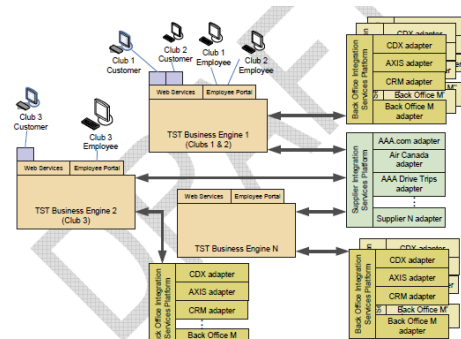 Club 1
Customer
Club 2
Customer
Club 1
Employee
Club 2
Employee
Web Services
Employee Portal
TST Business Engine 1
(Clubs 1 & 2)
Club 3
Customer
Club 3
Employee
Web Services
Employee Portal
TST Business Engine 2
(Club 3)
Web Services
Employee Portal
TST Business Engine N
Back Office Integration
Services Platform
CDX adapter
AXIS adapter
CRM adapter
Back Office M'
Back Office M
adapter
Supplier Integration
Services Platform
AAA.com adapter
Air Canada
adapter
AAA Drive Trips
adapter
Supplier N adapter
Back Office Integration
Services Platform
CDX adapter
AXIS adapter
CRM adapter
Back Office M
Back Office Integration
Services Platform
CDX adapter
AXIS adapter
CRM adapter
Back Office M'
Back Office M
adapter
DRAFT